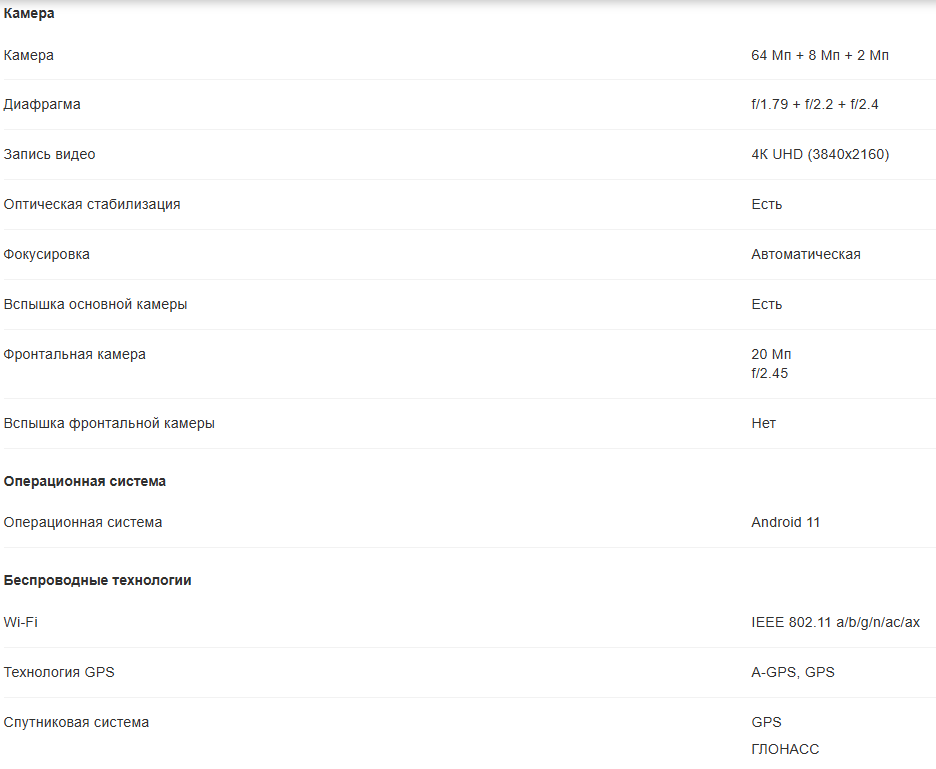 Камера
Камера 64 Мп + 8 Мп + 2 Мп
Диафрагма f/1.79 + f/2.2 + f/2.4
Запись видео 4K UHD (3840x2160)
Оптическая стабилизация Есть
Фокусировка Автоматическая
Вспышка основной камеры Есть
Фронтальная камера 20 Мп
f/2.45
Вспышка фронтальной камеры Нет
Операционная система
Операционная система Android 11
Беспроводные технологии
Wi-Fi IEEE 802.11 a/b/g/n/ac/ax
Технология GPS A-GPS, GPS
Спутниковая система GPS
ГЛОНАСС